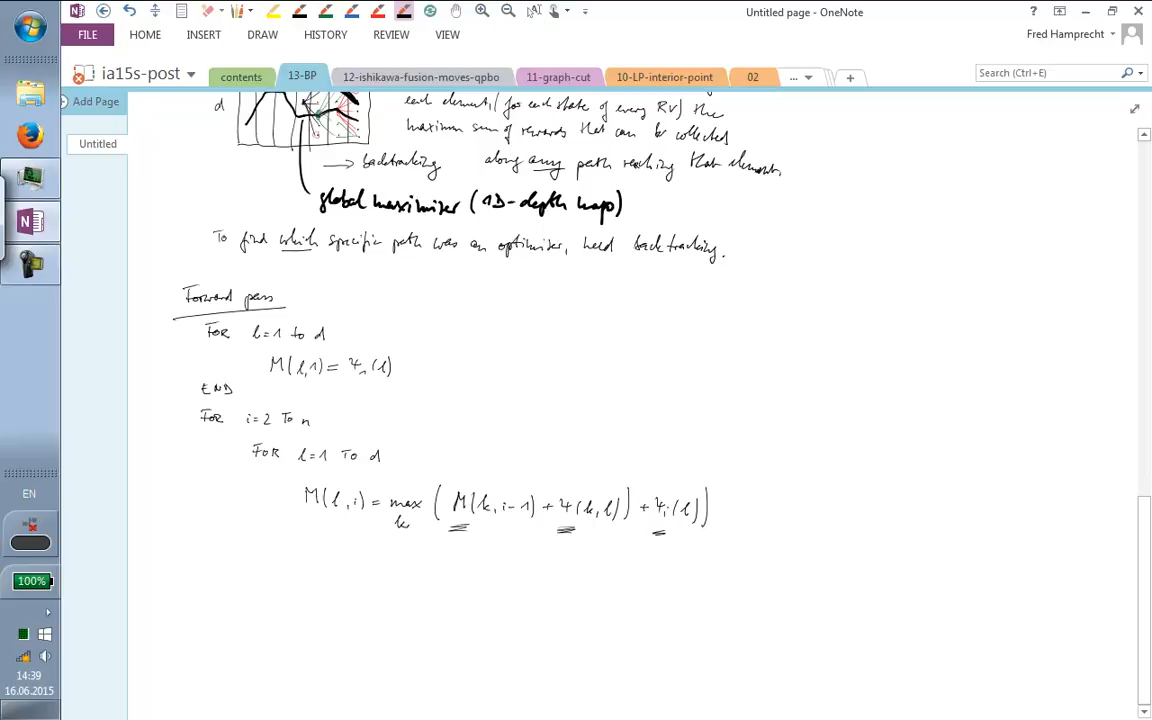 Untitled page - OneNote
FILE HOME INSERT DRAW HISTORY REVIEW VIEW
Fred Hamprecht
ia15s-post
contents
13-BP
12-ishikawa-fusion-moves-qpbo
11-graph-cut
10-LP-interior-point
02
...
Search (Ctrl+E)
Add Page
Untitled
d
each element (for each state of every RV) the
maximum sum of rewards that can be collected
→ backtracking along any path reaching that element.
global maximiser (1D-depth map)
To find which specific path was an optimiser, need backtracking.
Forward pass
FOR l=1 to d
M(l,1) = Ψ₁(l)
END
FOR i=2 TO n
FOR l=1 TO d
M(l,i) = max ( M(k,i-1) + Ψ(k,l) ) + Ψᵢ(l) )
k
EN
100%
14:39
16.06.2015